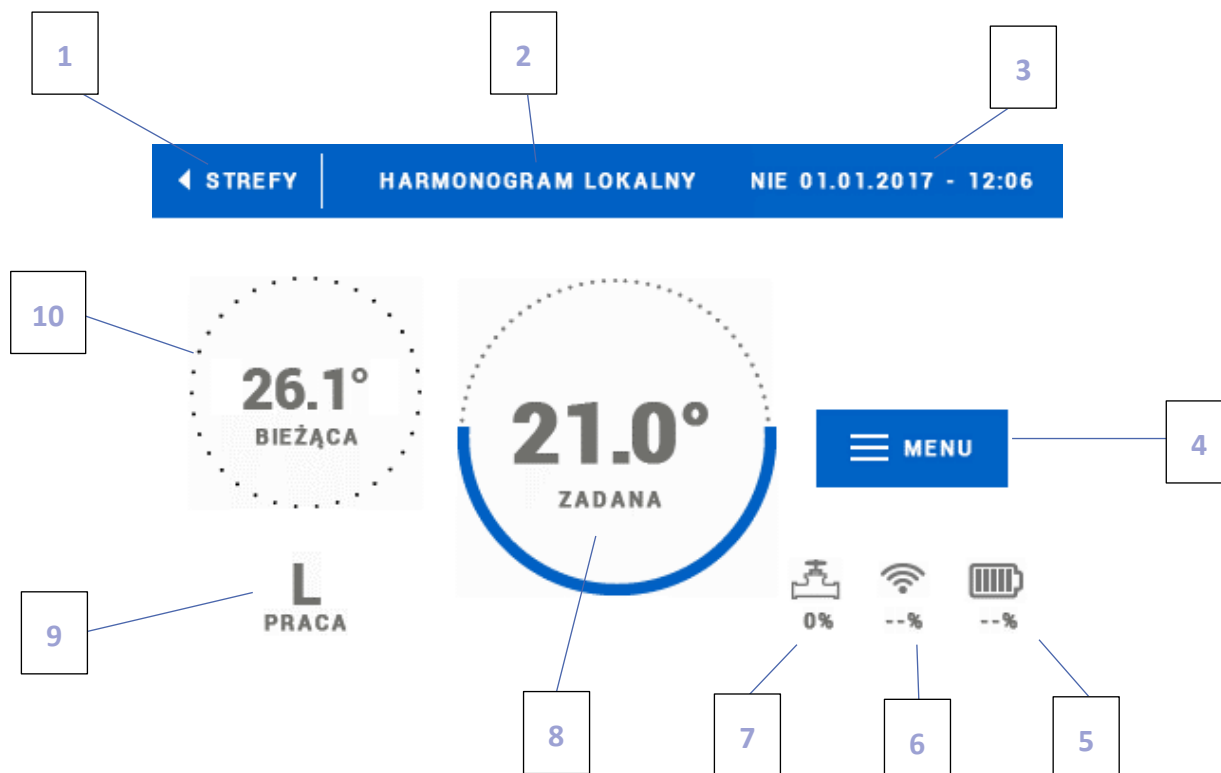 1
2
3
STREFY
HARMONOGRAM LOKALNY
NIE 01.01.2017 - 12:06
10
26.1°
BIEŻĄCA
21.0°
ZADANA
MENU
4
L
PRACA
0%
--%
--%
9
8
7
6
5